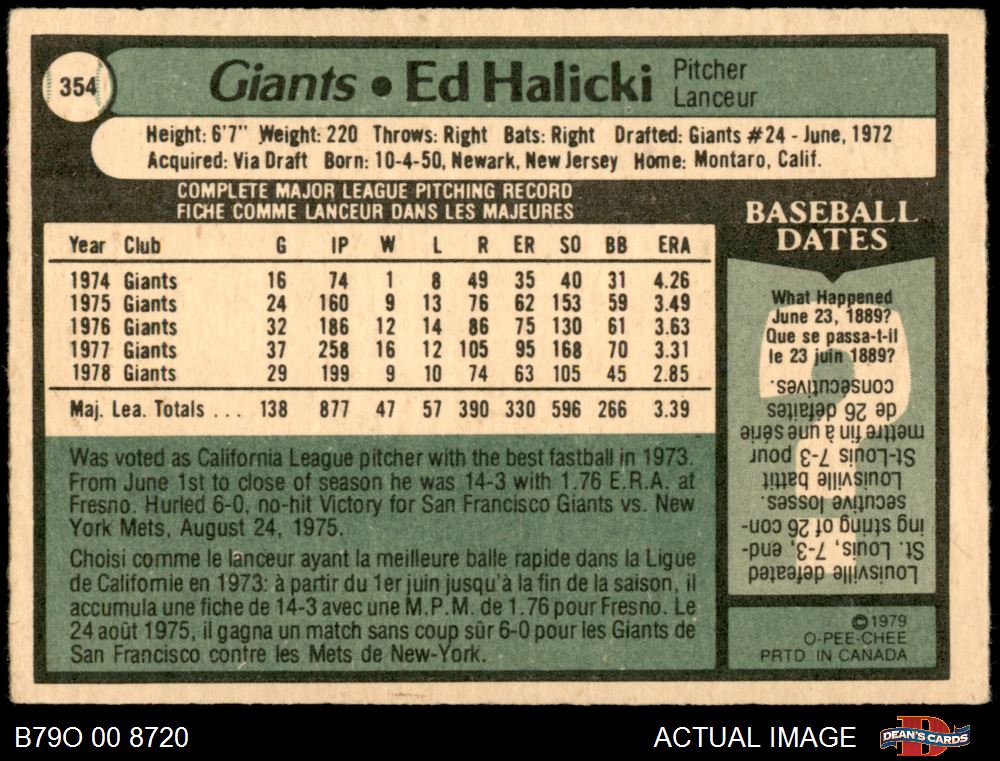 354
Giants • Ed Halicki Pitcher
Lanceur
Height: 6'7" Weight: 220 Throws: Right Bats: Right Drafted: Giants #24 - June, 1972
Acquired: Via Draft Born: 10-4-50, Newark, New Jersey Home: Montaro, Calif.
COMPLETE MAJOR LEAGUE PITCHING RECORD
FICHE COMME LANCEUR DANS LES MAJEURES
Year Club G IP W L R ER SO BB ERA
1974 Giants 16 74 1 8 49 35 40 31 4.26
1975 Giants 24 160 9 13 76 62 153 59 3.49
1976 Giants 32 186 12 14 86 75 130 61 3.63
1977 Giants 37 258 16 12 105 95 168 70 3.31
1978 Giants 29 199 9 10 74 63 105 45 2.85
Maj. Lea. Totals ... 138 877 47 57 390 330 596 266 3.39
Was voted as California League pitcher with the best fastball in 1973.
From June 1st to close of season he was 14-3 with 1.76 E.R.A. at
Fresno. Hurled 6-0, no-hit Victory for San Francisco Giants vs. New
York Mets, August 24, 1975.
Choisi comme le lanceur ayant la meilleure balle rapide dans la Ligue
de Californie en 1973: à partir du 1er juin jusqu'à la fin de la saison, il
accumula une fiche de 14-3 avec une M.P.M. de 1.76 pour Fresno. Le
24 août 1975, il gagna un match sans coup sûr 6-0 pour les Giants de
San Francisco contre les Mets de New-York.
BASEBALL
DATES
What Happened
June 23, 1889?
Que se passa-t-il
le 23 juin 1889?
Louisville defeated
St. Louis, 7-3, end-
ing string of 26 con-
secutive losses.
Louisville battit
St-Louis 7-3 pour
mettre fin à une série
de 26 défaites
consécutives.
©1979
O-PEE-CHEE
PRTD IN CANADA
B79O 00 8720
ACTUAL IMAGE
DEAN'S CARDS